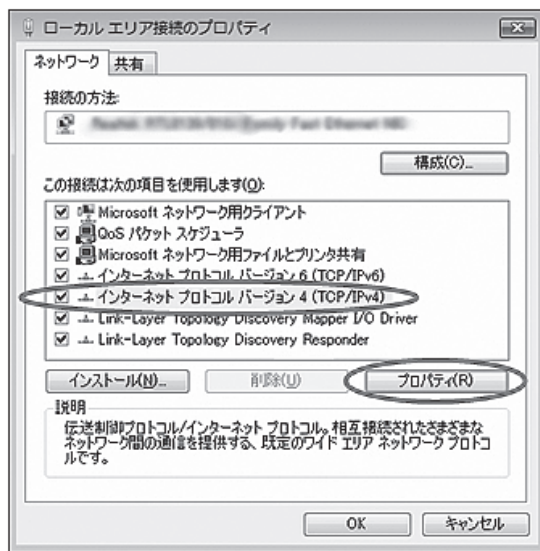 ローカル エリア接続のプロパティ
ネットワーク 共有
接続の方法:
構成(C)...
この接続は次の項目を使用します(O):
Microsoft ネットワーク用クライアント
QoS パケット スケジューラ
Microsoft ネットワーク用ファイルとプリンタ共有
インターネット プロトコル バージョン 6 (TCP/IPv6)
インターネット プロトコル バージョン 4 (TCP/IPv4)
Link-Layer Topology Discovery Mapper I/O Driver
Link-Layer Topology Discovery Responder
インストール(N)... 削除(U) プロパティ(R)
説明
伝送制御プロトコル/インターネット プロトコル。相互接続されたさまざまな
ネットワーク間の通信を提供する、既定のワイド エリア ネットワーク プロトコ
ルです。
OK キャンセル